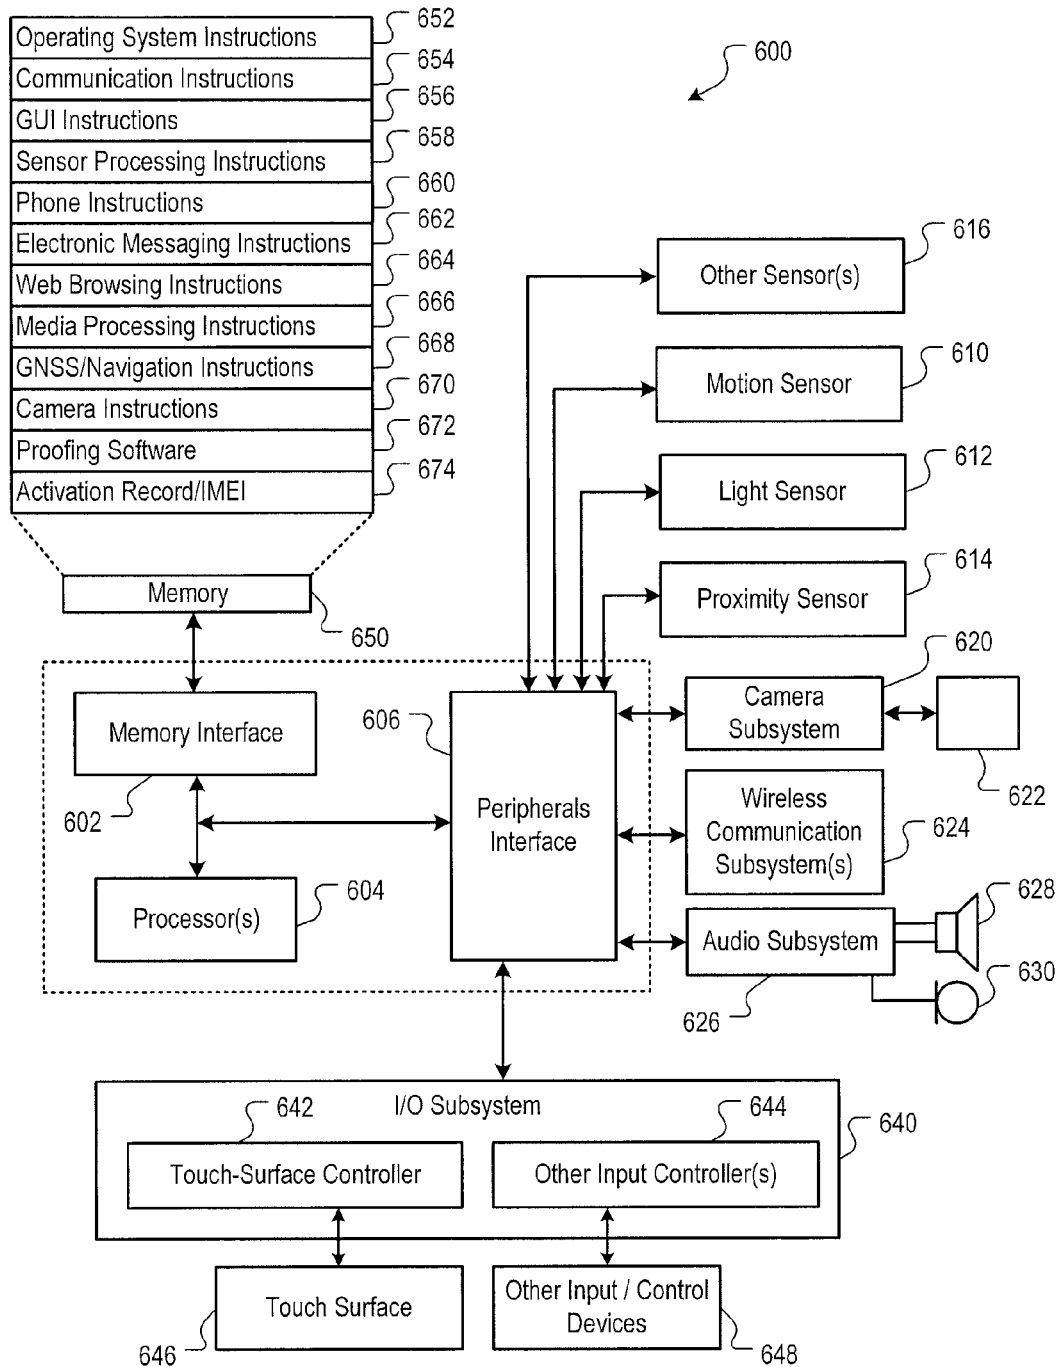 Operating System Instructions 652
Communication Instructions 654
GUI Instructions 656
Sensor Processing Instructions 658
Phone Instructions 660
Electronic Messaging Instructions 662
Web Browsing Instructions 664
Media Processing Instructions 666
GNSS/Navigation Instructions 668
Camera Instructions 670
Proofing Software 672
Activation Record/IMEI 674
600
Other Sensor(s) 616
Motion Sensor 610
Light Sensor 612
Proximity Sensor 614
Memory
650
Memory Interface
602
606
Peripherals
Interface
Processor(s)
604
620
Camera
Subsystem
622
Wireless
Communication
Subsystem(s)
624
Audio Subsystem
626
628
630
I/O Subsystem
640
642
Touch-Surface Controller
644
Other Input Controller(s)
Touch Surface
646
Other Input / Control
Devices
648